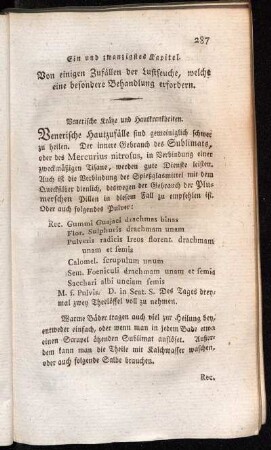 287
Ein und zwanzigstes Kapitel.
Von einigen Zufällen der Lustseuche, welche
eine besondere Behandlung erfordern.
Venerische Krätze und Hautkrankheiten.
Venerische Hautzufälle sind gemeiniglich schwer
zu heilen. Der innere Gebrauch des Sublimats,
oder des Mercurius nitrosus, in Verbindung einer
zweckmäßigen Tisane, werden gute Dienste leisten.
Auch ist die Verbindung der Spießglasmittel mit dem
Quecksilber dienlich, deswegen der Gebrauch der Plum-
merschen Pillen in diesem Fall zu empfehlen ist.
Oder auch folgendes Pulver:
Rec. Gummi Guajaci drachmas binas
Flor. Sulphuris drachmam unam
Pulveris radicis Ireos florent. drachmam
unam et semis
Calomel. scrupulum unum
Sem. Foeniculi drachmam unam et semis
Sacchari albi unciam semis
M. f. Pulvis. D. in Scat. S. Des Tages drey-
mal zwey Theelöffel voll zu nehmen.
Warme Bäder tragen auch viel zur Heilung bey,
entweder einfach, oder wenn man in jedem Bade etwa
einen Scrupel ätzenden Sublimat auflöset. Außer-
dem kann man die Theile mit Kalchwasser waschen,
oder auch folgende Salbe brauchen.
Rec.